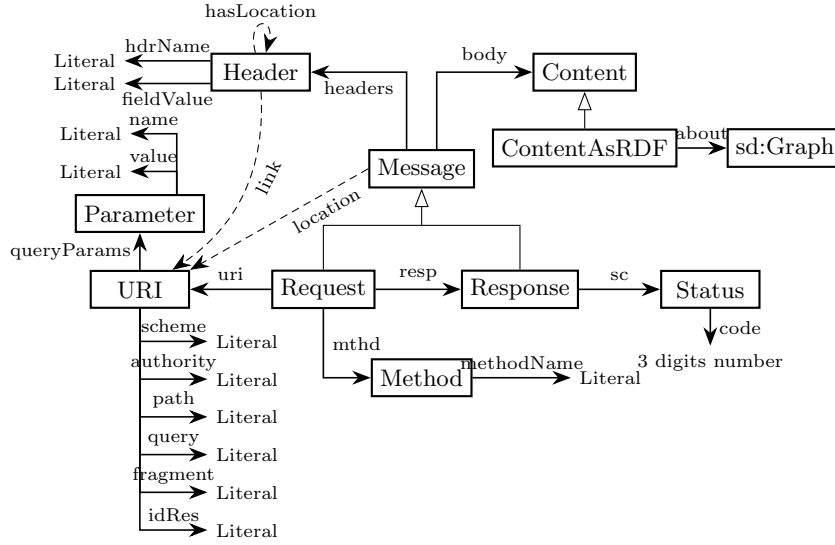 hasLocation
hdrName
Literal
Header
body
Content
Literal
headers
fieldValue
name
Literal
about
ContentAsRDF
sd:Graph
value
Literal
Message
link
Parameter
location
queryParams
uri
resp
sc
URI
Request
Response
Status
scheme
Literal
mthd
code
authority
Literal
methodName
3 digits number
Method
Literal
path
Literal
query
Literal
fragment
Literal
idRes
Literal